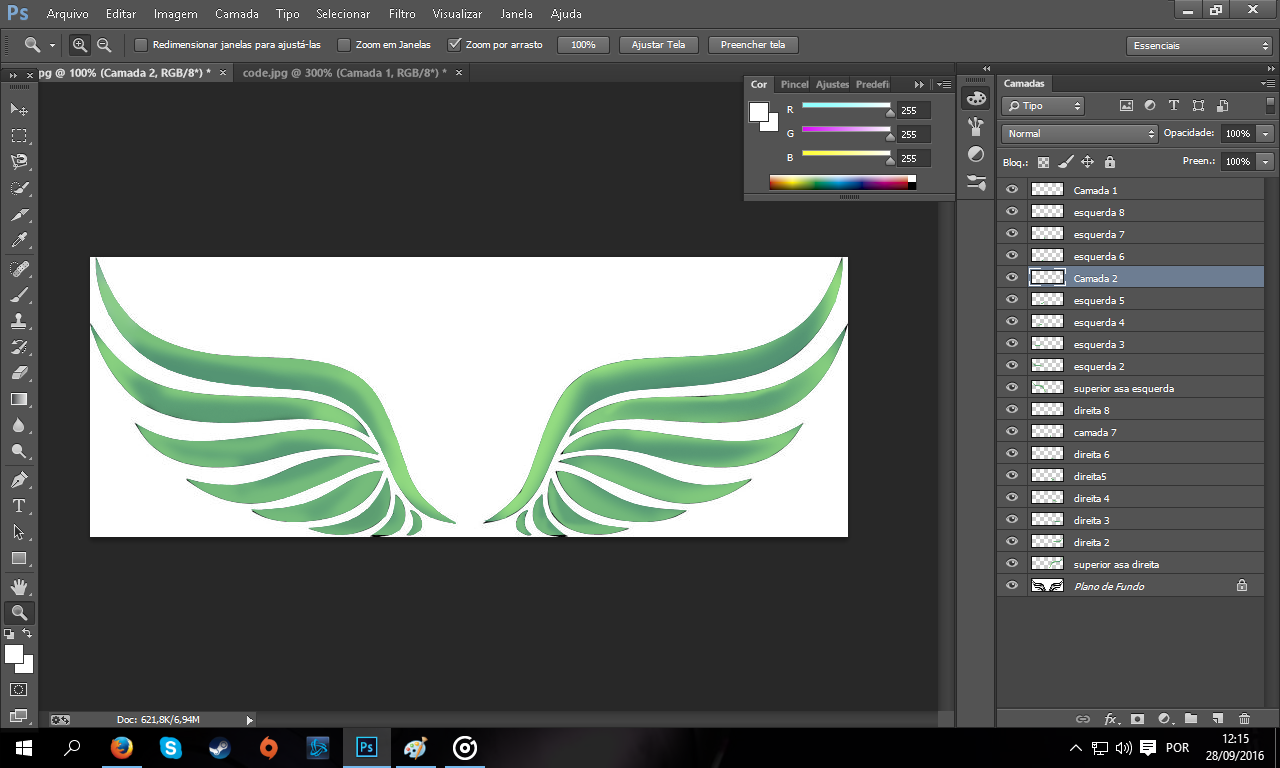 Ps Arquivo Editar Imagem Camada Tipo Selecionar Filtro Visualizar Janela Ajuda
Redimensionar janelas para ajustá-las Zoom em Janelas Zoom por arrasto 100% Ajustar Tela Preencher tela Essenciais
pg @ 100% (Camada 2, RGB/8*) * × code.jpg @ 300% (Camada 1, RGB/8*) * ×
Cor Pincel Ajustes Predefi
R 255
G 255
B 255
Camadas
Tipo
Normal Opacidade: 100%
Bloq.: Preen.: 100%
Camada 1
esquerda 8
esquerda 7
esquerda 6
Camada 2
esquerda 5
esquerda 4
esquerda 3
esquerda 2
superior asa esquerda
direita 8
camada 7
direita 6
direita5
direita 4
direita 3
direita 2
superior asa direita
Plano de Fundo
T
fx
Doc: 621,8K/6,94M
Ps
POR
12:15
28/09/2016